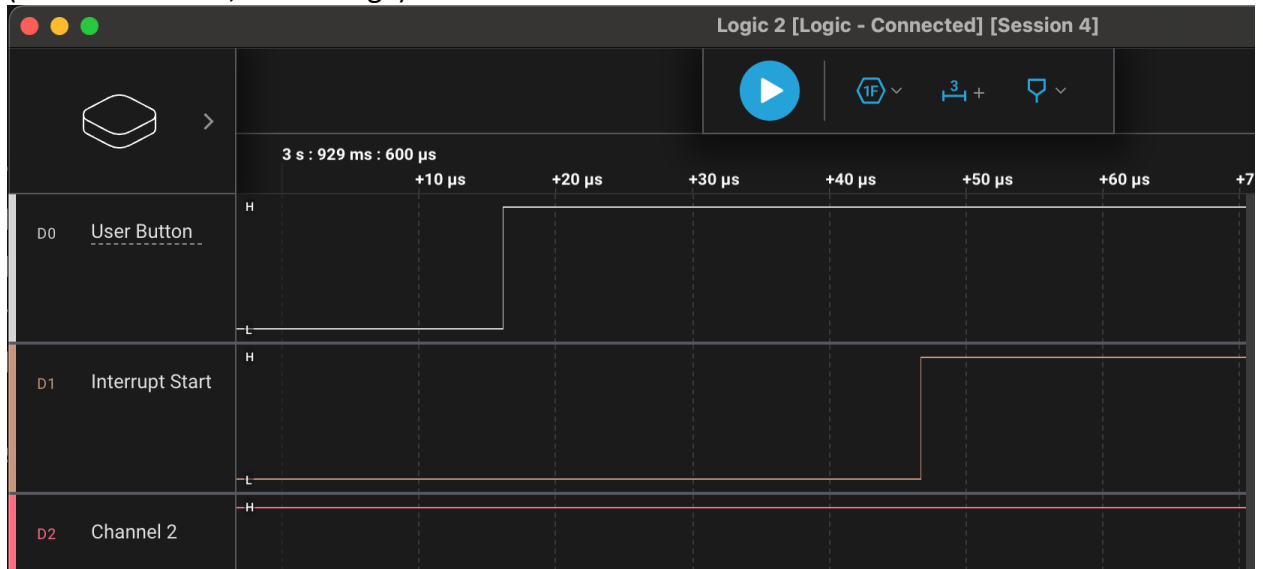 Logic 2 [Logic - Connected] [Session 4]
1F
3 +
3 s : 929 ms : 600 µs
+10 µs +20 µs +30 µs +40 µs +50 µs +60 µs +7
D0 User Button
H
L
D1 Interrupt Start
H
L
D2 Channel 2
H